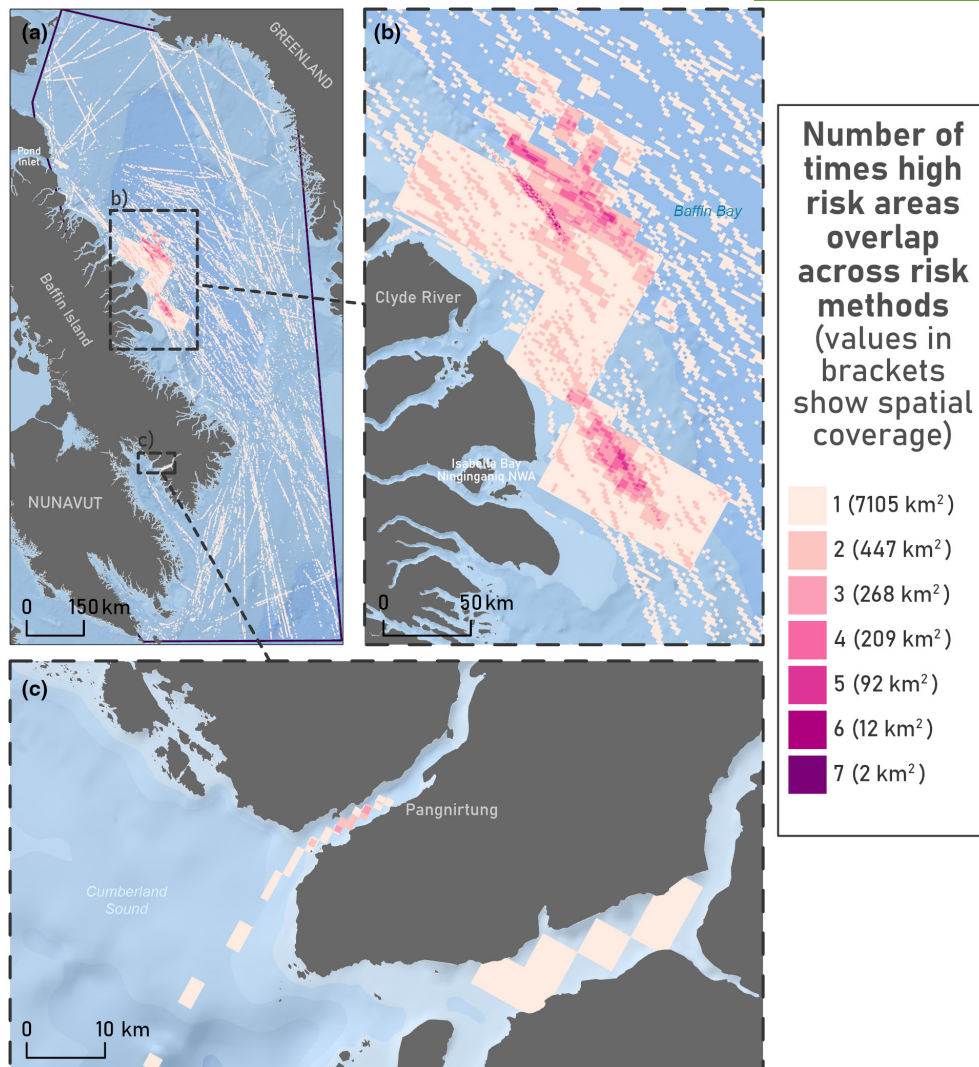 (a)
GREENLAND
Pond
Inlet
b)
Baffin Island
c)
NUNAVUT
0 150 km
(b)
Baffin Bay
Clyde River
Isabella Bay
Ninginganiq NWA
0 50 km
(c)
Pangnirtung
Cumberland
Sound
0 10 km
Number of
times high
risk areas
overlap
across risk
methods
(values in
brackets
show spatial
coverage)
1 (7105 km²)
2 (447 km²)
3 (268 km²)
4 (209 km²)
5 (92 km²)
6 (12 km²)
7 (2 km²)